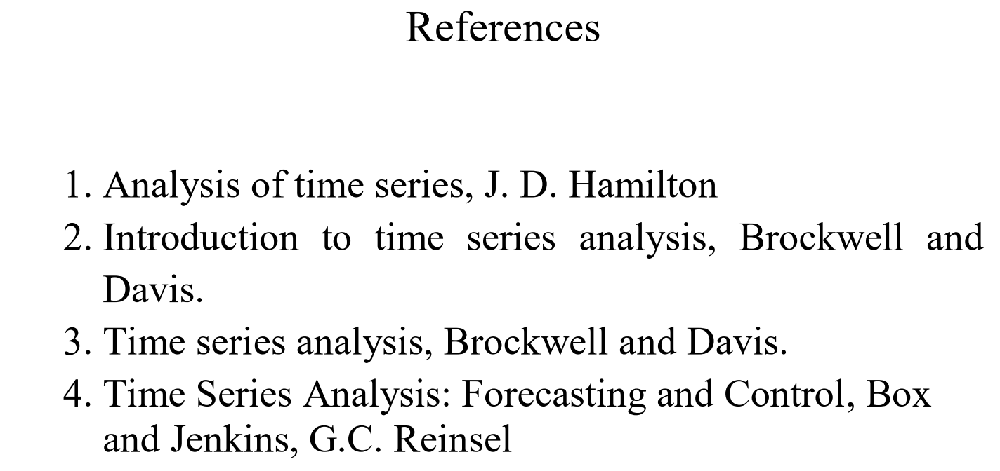 References
1. Analysis of time series, J. D. Hamilton
2. Introduction to time series analysis, Brockwell and
Davis.
3. Time series analysis, Brockwell and Davis.
4. Time Series Analysis: Forecasting and Control, Box
and Jenkins, G.C. Reinsel